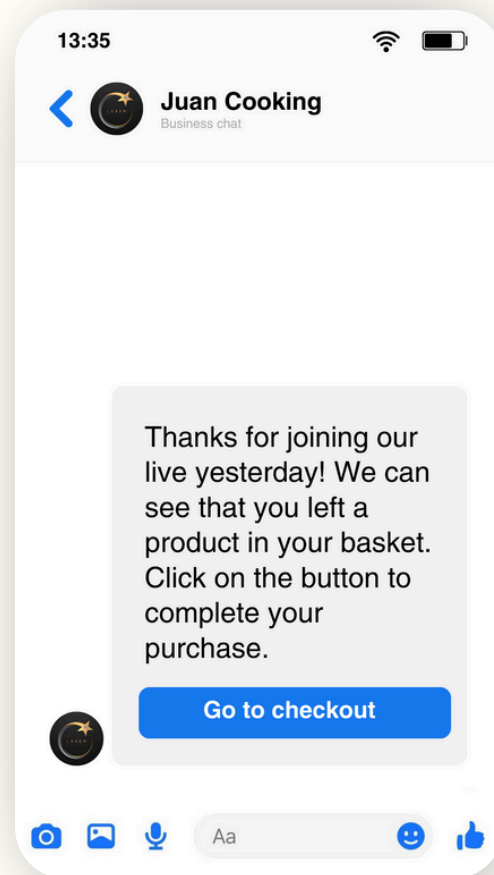 13:35
Juan Cooking
Business chat
Thanks for joining our
live yesterday! We can
see that you left a
product in your basket.
Click on the button to
complete your
purchase.
Go to checkout
Aa